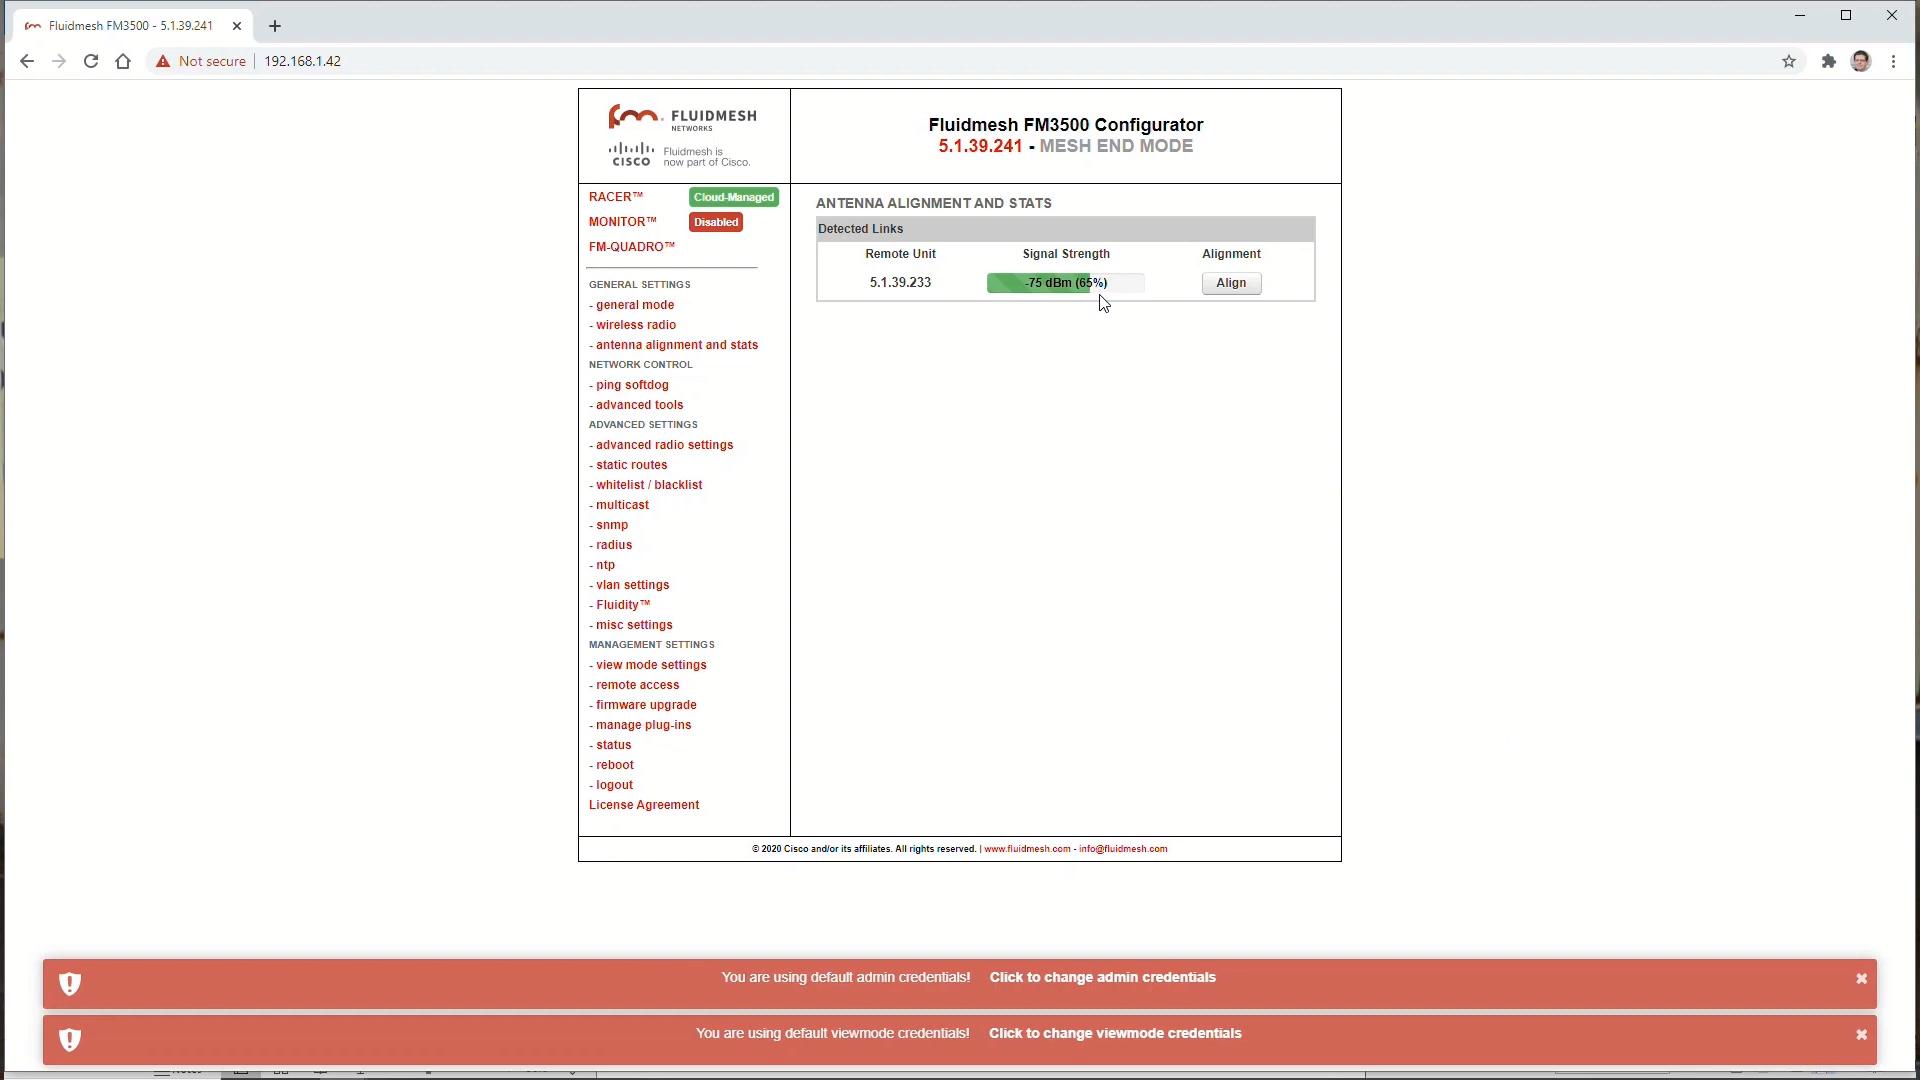 Fluidmesh FM3500 - 5.1.39.241
Not secure
192.168.1.42
FLUIDMESH
NETWORKS
CISCO
Fluidmesh is
now part of Cisco.
Fluidmesh FM3500 Configurator
5.1.39.241 - MESH END MODE
RACER™ Cloud-Managed
MONITOR™ Disabled
FM-QUADRO™
GENERAL SETTINGS
- general mode
- wireless radio
- antenna alignment and stats
NETWORK CONTROL
- ping softdog
- advanced tools
ADVANCED SETTINGS
- advanced radio settings
- static routes
- whitelist / blacklist
- multicast
- snmp
- radius
- ntp
- vlan settings
- Fluidity™
- misc settings
MANAGEMENT SETTINGS
- view mode settings
- remote access
- firmware upgrade
- manage plug-ins
- status
- reboot
- logout
License Agreement
ANTENNA ALIGNMENT AND STATS
Detected Links
Remote Unit Signal Strength Alignment
5.1.39.233 -75 dBm (65%) Align
© 2020 Cisco and/or its affiliates. All rights reserved. | www.fluidmesh.com - info@fluidmesh.com
You are using default admin credentials! Click to change admin credentials
You are using default viewmode credentials! Click to change viewmode credentials